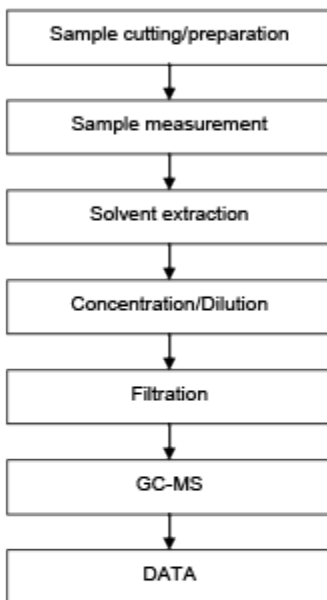 Sample cutting/preparation
Sample measurement
Solvent extraction
Concentration/Dilution
Filtration
GC-MS
DATA